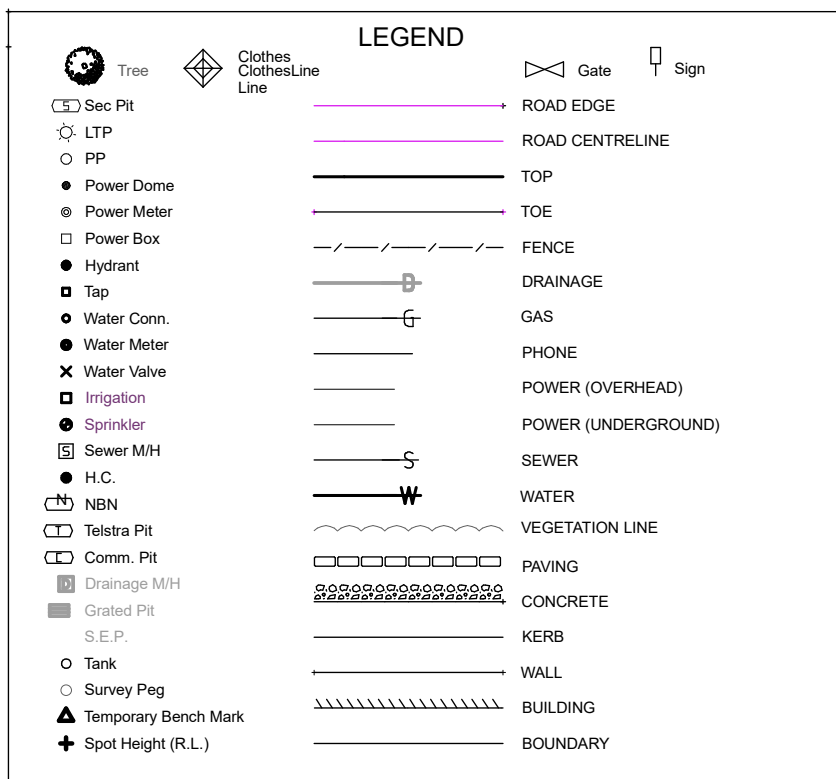 LEGEND
Tree
Clothes
ClothesLine
Line
Gate
Sign
S Sec Pit
LTP
PP
Power Dome
Power Meter
Power Box
Hydrant
Tap
Water Conn.
Water Meter
Water Valve
Irrigation
Sprinkler
S Sewer M/H
H.C.
N NBN
T Telstra Pit
C Comm. Pit
D Drainage M/H
Grated Pit
S.E.P.
Tank
Survey Peg
Temporary Bench Mark
Spot Height (R.L.)
ROAD EDGE
ROAD CENTRELINE
TOP
TOE
FENCE
D DRAINAGE
G GAS
PHONE
POWER (OVERHEAD)
POWER (UNDERGROUND)
S SEWER
W WATER
VEGETATION LINE
PAVING
CONCRETE
KERB
WALL
BUILDING
BOUNDARY